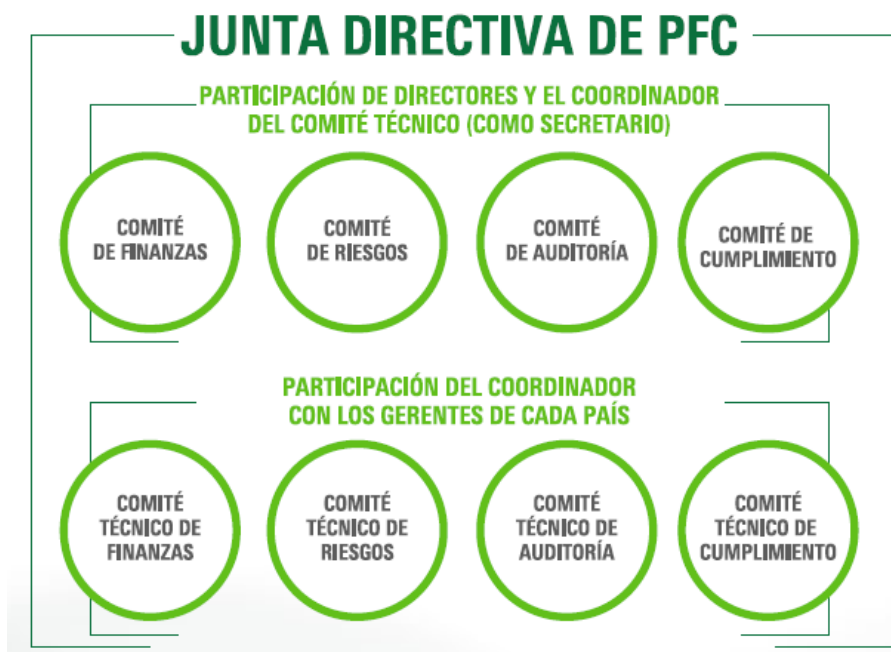 JUNTA DIRECTIVA DE PFC
PARTICIPACIÓN DE DIRECTORES Y EL COORDINADOR
DEL COMITÉ TÉCNICO (COMO SECRETARIO)
COMITÉ
DE FINANZAS
COMITÉ
DE RIESGOS
COMITÉ
DE AUDITORÍA
COMITÉ DE
CUMPLIMIENTO
PARTICIPACIÓN DEL COORDINADOR
CON LOS GERENTES DE CADA PAÍS
COMITÉ
TÉCNICO DE
FINANZAS
COMITÉ
TÉCNICO DE
RIESGOS
COMITÉ
TÉCNICO DE
AUDITORÍA
COMITÉ
TÉCNICO DE
CUMPLIMIENTO